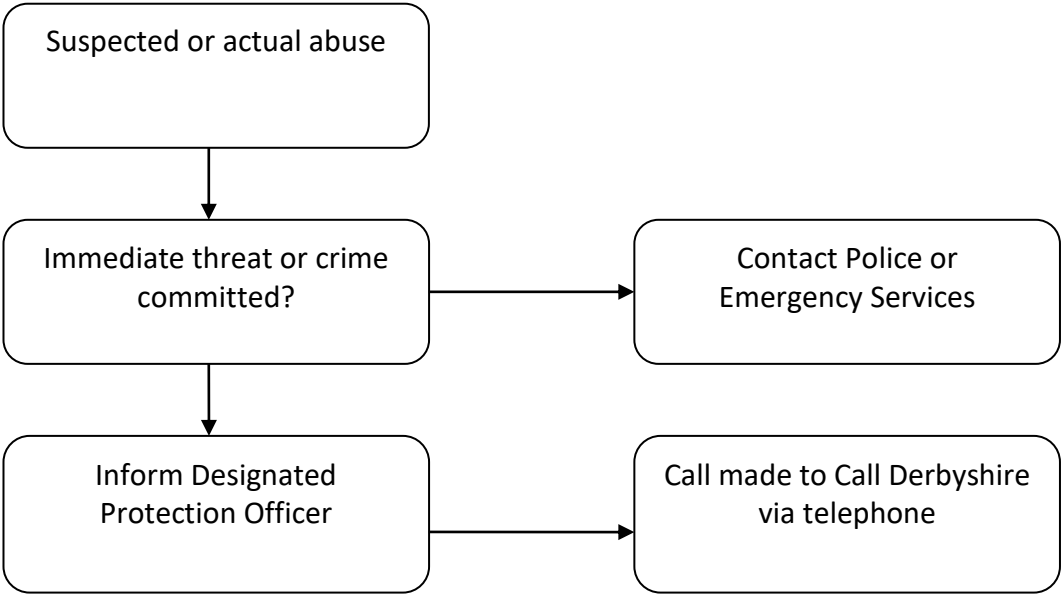 Suspected or actual abuse
Immediate threat or crime
committed?
Contact Police or
Emergency Services
Inform Designated
Protection Officer
Call made to Call Derbyshire
via telephone